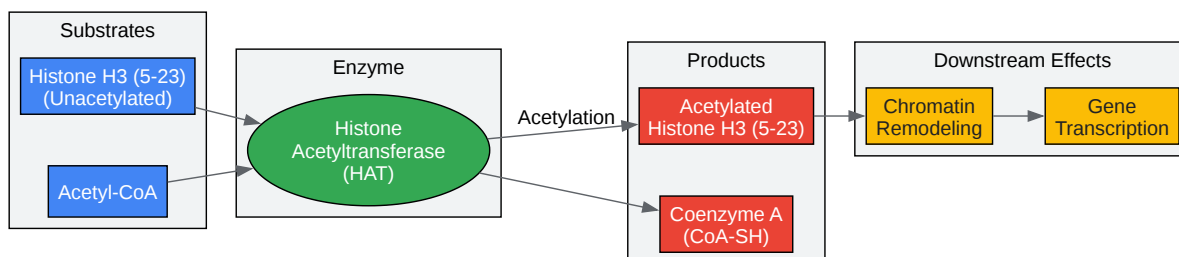 Substrates
Histone H3 (5-23)
(Unacetylated)
Acetyl-CoA
Enzyme
Histone
Acetyltransferase
(HAT)
Acetylation
Products
Acetylated
Histone H3 (5-23)
Coenzyme A
(CoA-SH)
Downstream Effects
Chromatin
Remodeling
Gene
Transcription